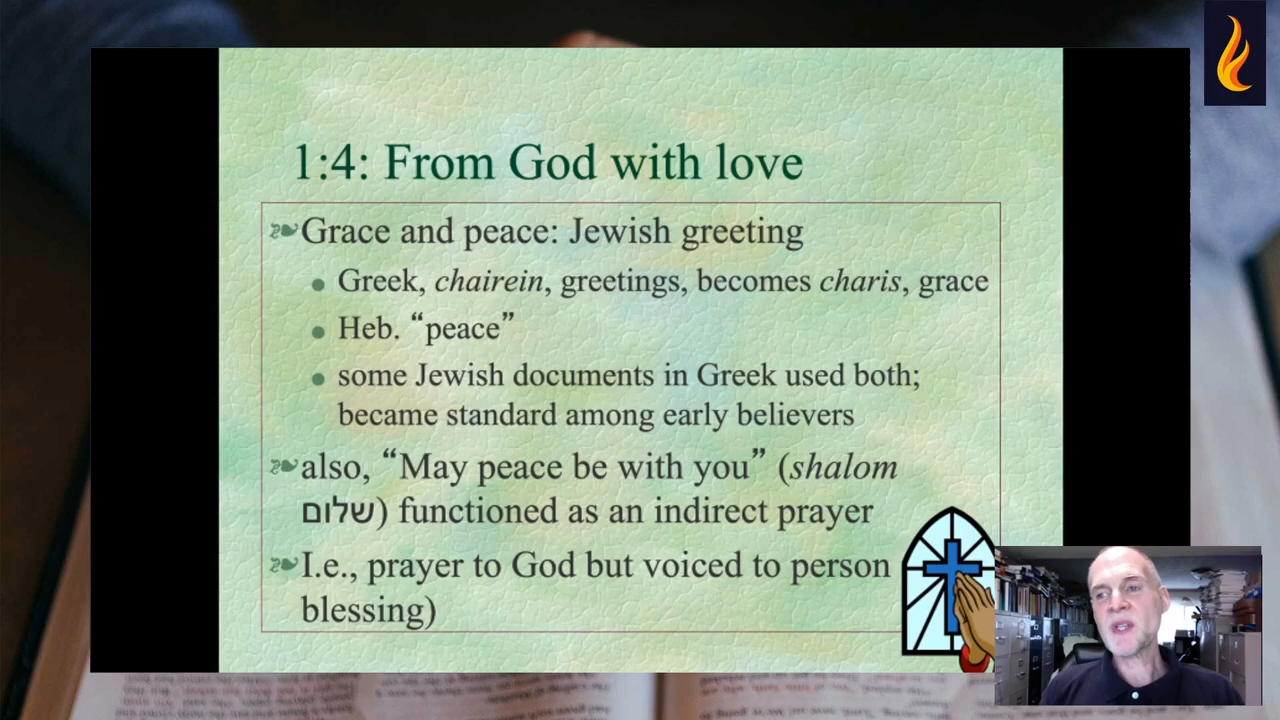 1:4: From God with love
Grace and peace: Jewish greeting
Greek, chairein, greetings, becomes charis, grace
Heb. “peace”
some Jewish documents in Greek used both;
became standard among early believers
also, “May peace be with you” (shalom
שלום) functioned as an indirect prayer
I.e., prayer to God but voiced to person
blessing)